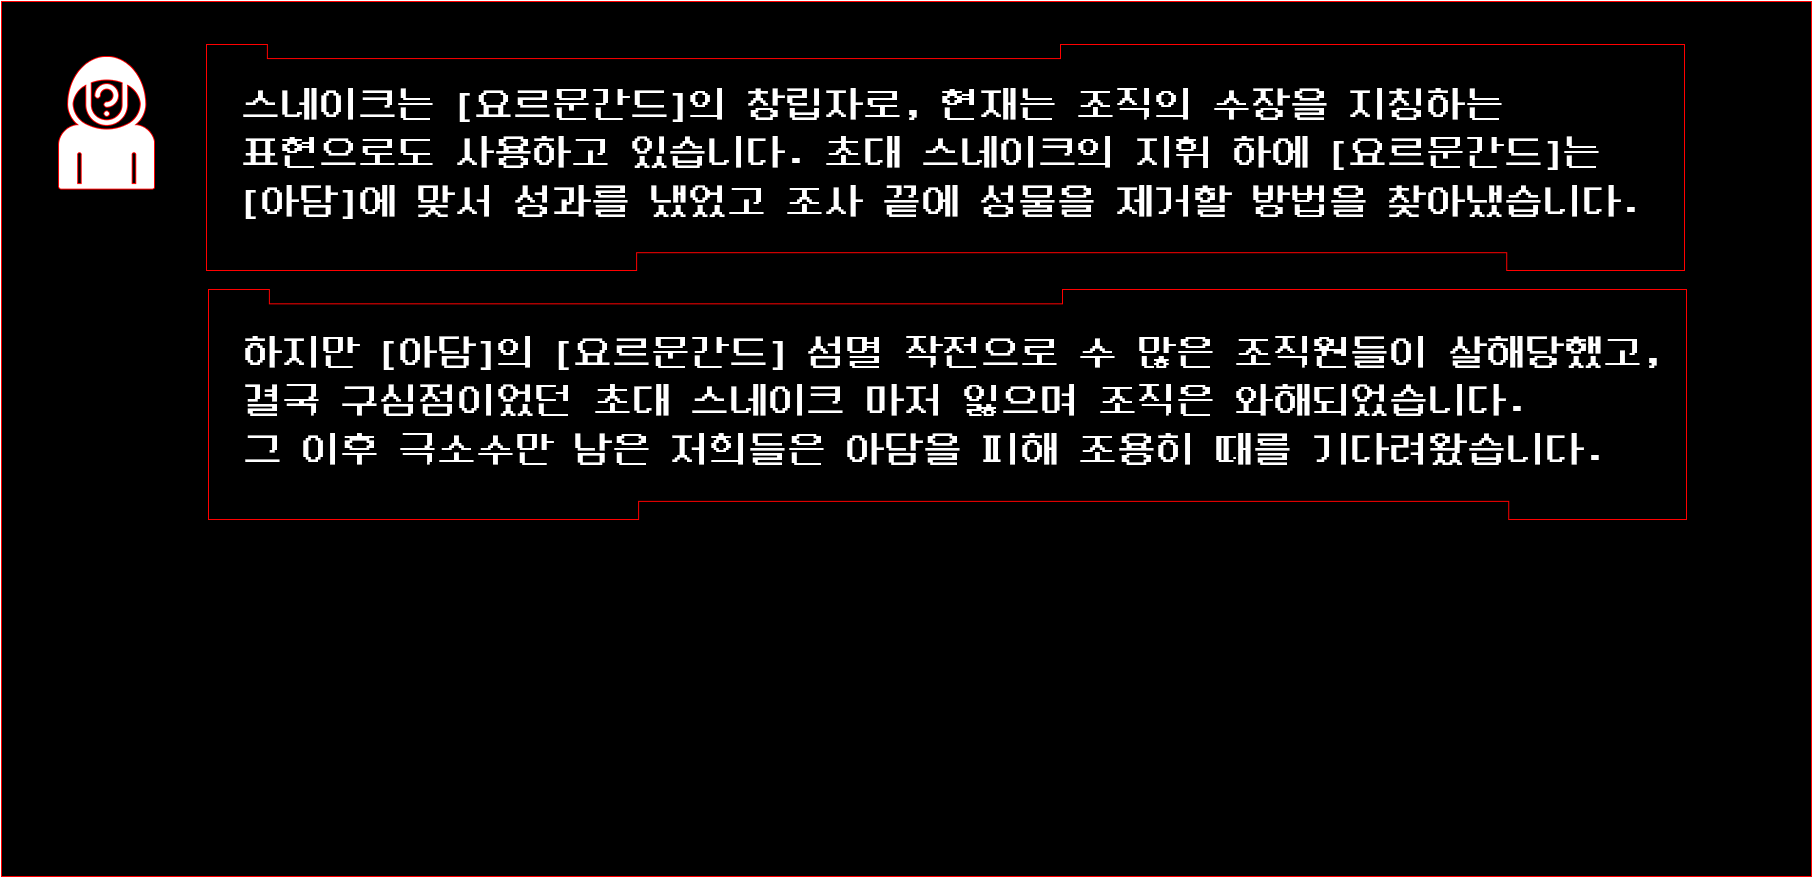 스네이크는 [요르문간드]의 창립자로, 현재는 조직의 수장을 지칭하는
표현으로도 사용하고 있습니다. 초대 스네이크의 지휘 하에 [요르문간드]는
[아담]에 맞서 성과를 냈었고 조사 끝에 성물을 제거할 방법을 찾아냈습니다.
하지만 [아담]의 [요르문간드] 섬멸 작전으로 수 많은 조직원들이 살해당했고,
결국 구심점이었던 초대 스네이크 마저 잃으며 조직은 와해되었습니다.
그 이후 극소수만 남은 저희들은 아담을 피해 조용히 때를 기다려왔습니다.